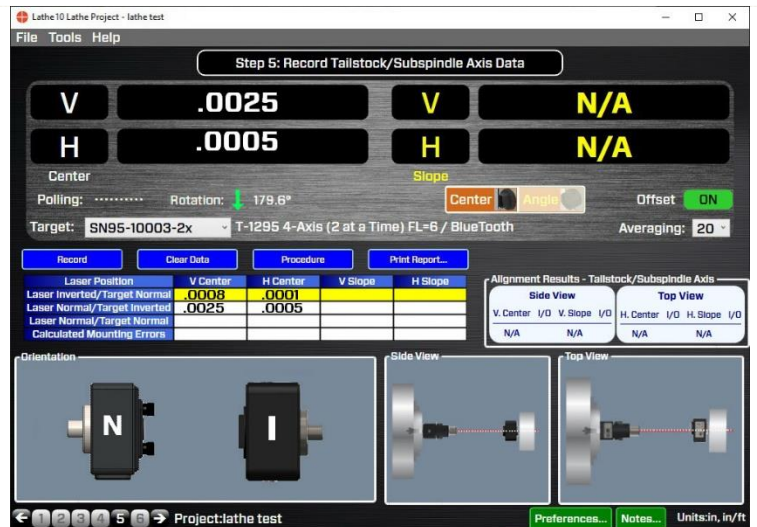 Lathe10 Lathe Project - lathe test
File Tools Help
Step 5: Record Tailstock/Subspindle Axis Data
V .0025 V N/A
H .0005 H N/A
Center Slope
Polling: .......... Rotation: 179.6° Center Angle Offset ON
Target: SN95-10003-2x T-1295 4-Axis (2 at a Time) FL=6 / BlueTooth Averaging: 20
Record Clear Data Procedure Print Report...
Laser Position V Center H Center V Slope H Slope
Laser Inverted/Target Normal .0008 .0001
Laser Normal/Target Inverted .0025 .0005
Laser Normal/Target Normal
Calculated Mounting Errors
Alignment Results - Tailstock/Subspindle Axis
Side View Top View
V. Center I/O V. Slope I/O H. Center I/O H. Slope I/O
N/A N/A N/A N/A
Orientation Side View Top View
N I
1 2 3 4 5 6 Project:lathe test Preferences... Notes... Units:in, in/ft